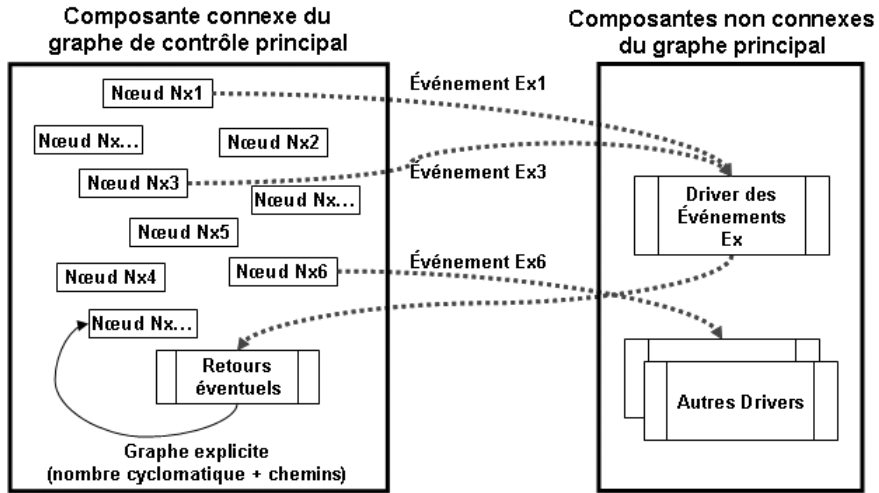 Composante connexe du
graphe de contrôle principal
Composantes non connexes
du graphe principal
Nœud Nx1
Événement Ex1
Nœud Nx...
Nœud Nx2
Nœud Nx3
Événement Ex3
Nœud Nx...
Driver des
Événements
Ex
Nœud Nx5
Nœud Nx4
Nœud Nx6
Événement Ex6
Nœud Nx...
Retours
éventuels
Autres Drivers
Graphe explicite
(nombre cyclomatique + chemins)